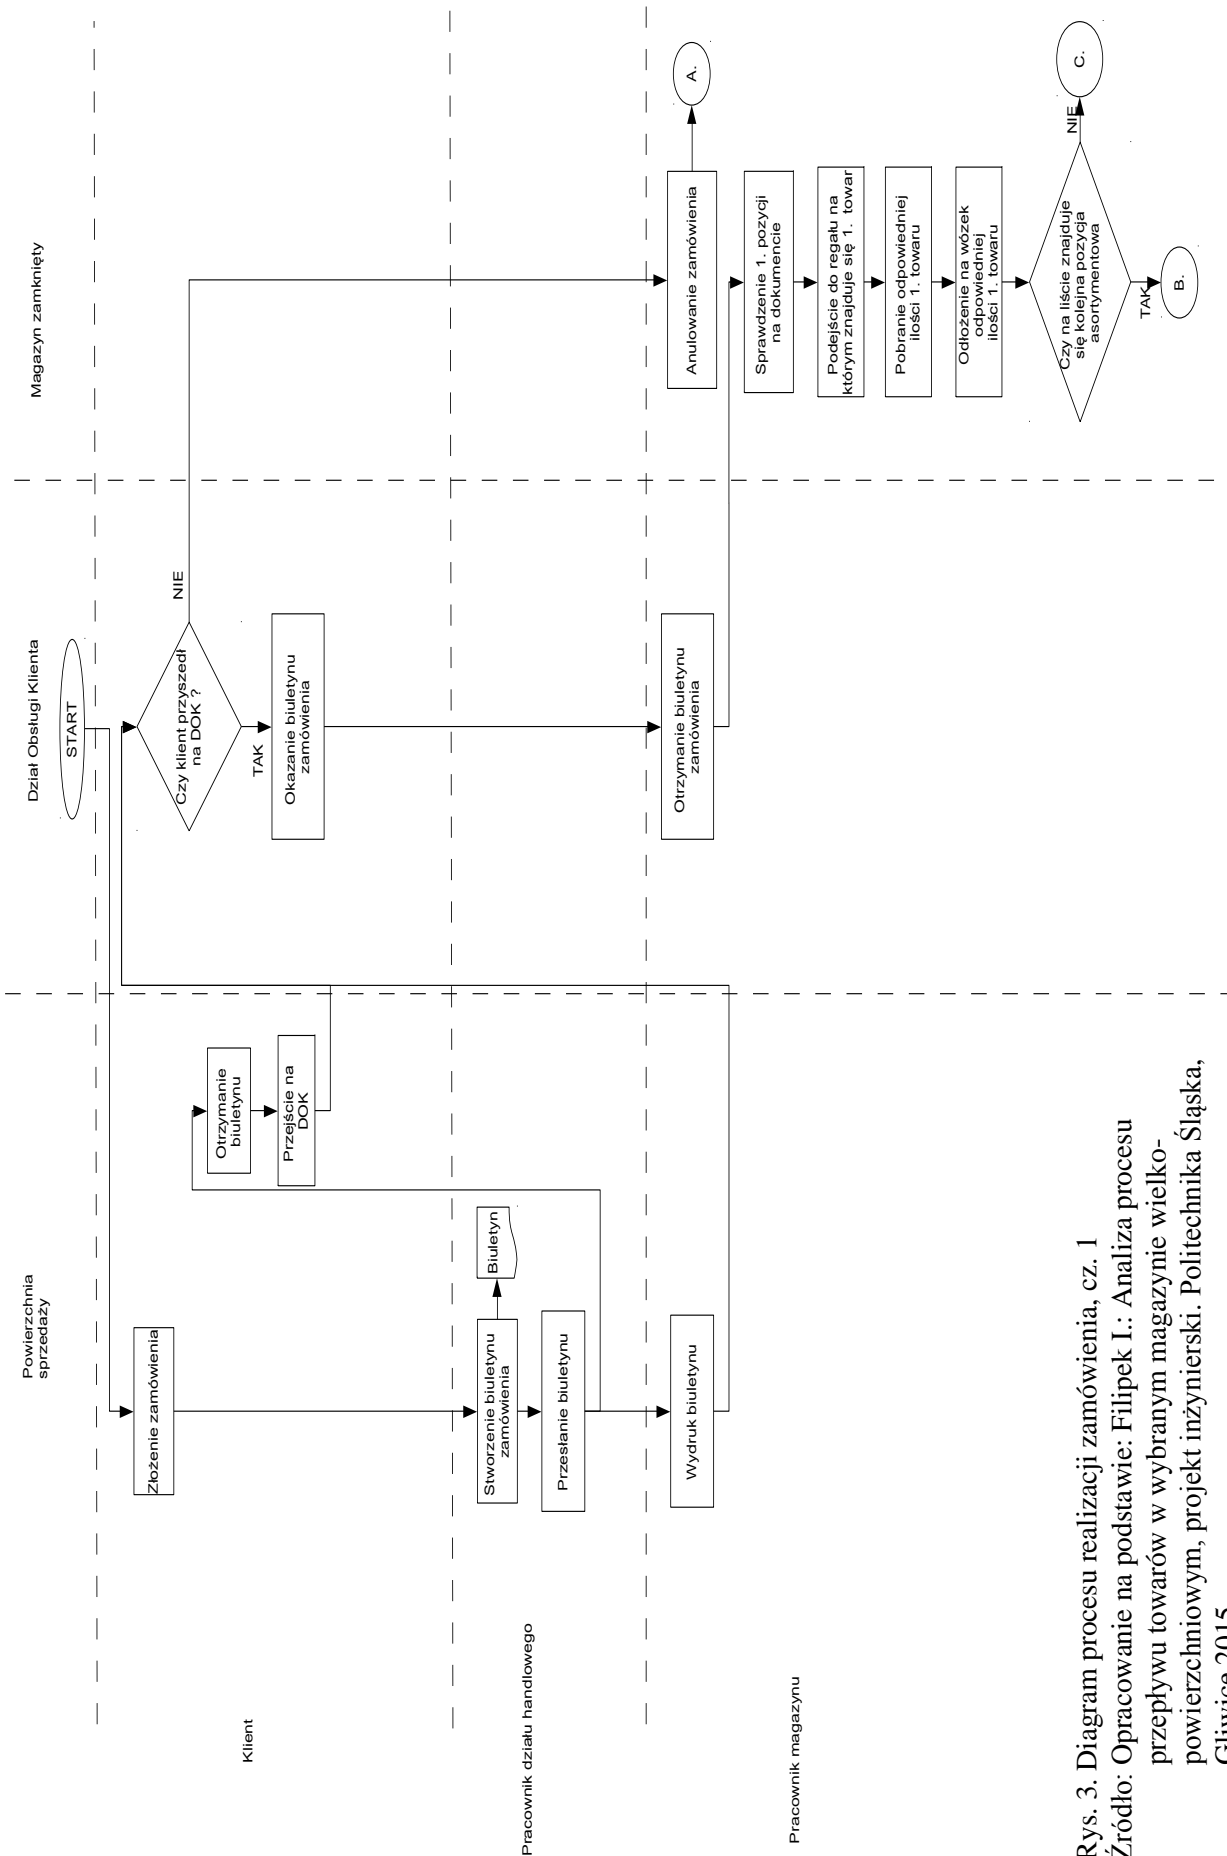 Powierzchnia
sprzedaży
Dział Obsługi Klienta
Magazyn zamknięty
START
Klient
Złożenie zamówienia
Otrzymanie
biuletynu
Przejście na
DOK
Czy klient przyszedł
na DOK ?
NIE
TAK
Okazanie biuletynu
zamówienia
Pracownik działu handlowego
Stworzenie biuletynu
zamówienia
Biuletyn
Przesłanie biuletynu
Pracownik magazynu
Wydruk biuletynu
Otrzymanie biuletynu
zamówienia
Anulowanie zamówienia
A.
Sprawdzenie 1. pozycji
na dokumencie
Podejście do regału na
którym znajduje się 1. towar
Pobranie odpowiedniej
ilości 1. towaru
Odłożenie na wózek
odpowiedniej
ilości 1. towaru
Czy na liście znajduje
się kolejna pozycja
asortymentowa
NIE
C.
TAK
B.
Rys. 3. Diagram procesu realizacji zamówienia, cz. 1
Źródło: Opracowanie na podstawie: Filipek I.: Analiza procesu
przepływu towarów w wybranym magazynie wielko-
powierzchniowym, projekt inżynierski. Politechnika Śląska,
Gliwice 2015